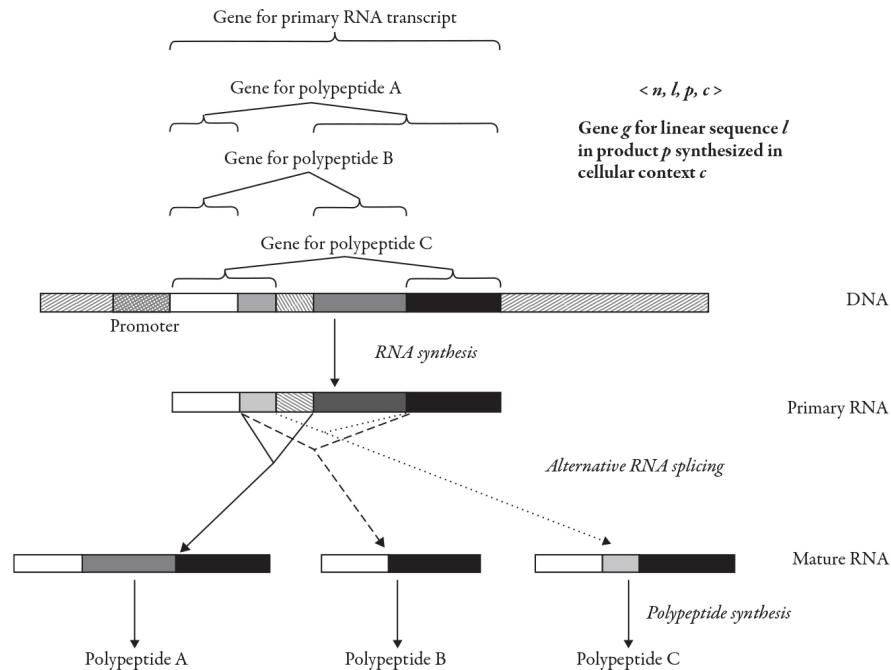 Gene for primary RNA transcript
Gene for polypeptide A
< n, l, p, c >
Gene g for linear sequence l
in product p synthesized in
cellular context c
Gene for polypeptide B
Gene for polypeptide C
DNA
Promoter
RNA synthesis
Primary RNA
Alternative RNA splicing
Mature RNA
Polypeptide synthesis
Polypeptide A
Polypeptide B
Polypeptide C